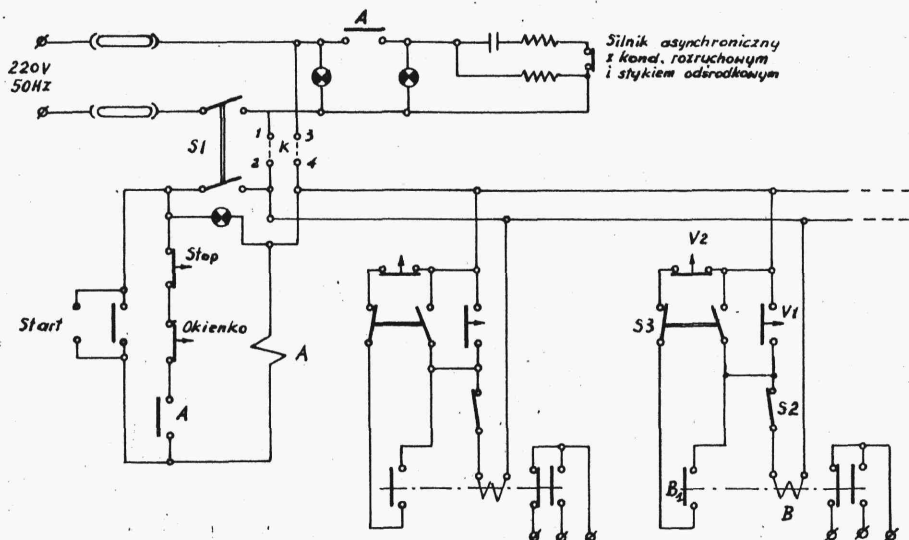 A
Silnik asynchroniczny
z kond. rozruchowym
i stykiem odśrodkowym
220V
50HZ
S1
1 K 3
2 4
Stop
V2
Start
Okienko
A
S3
V1
A
S2
B1
B